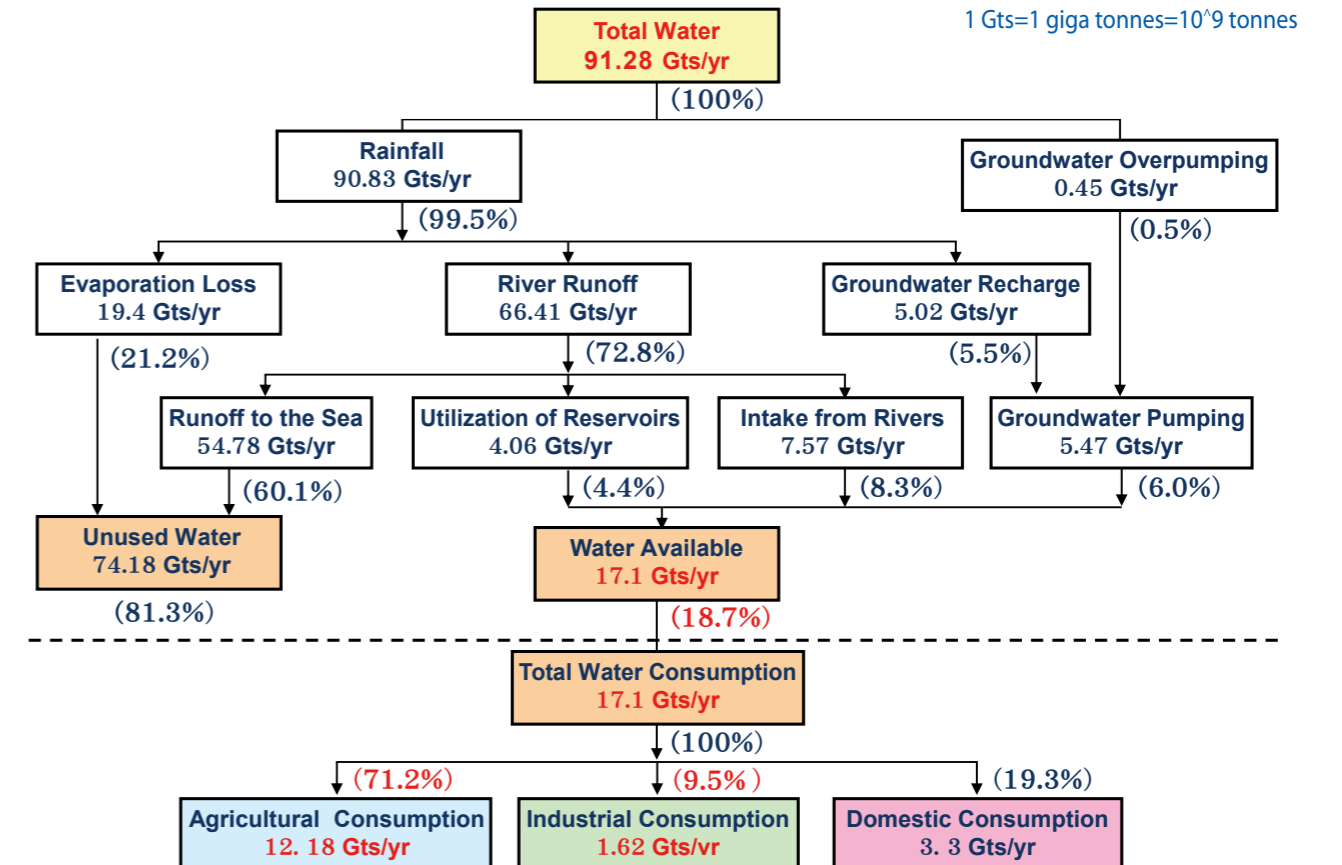 1 Gts=1 giga tonnes=10^9 tonnes
Total Water
91.28 Gts/yr
(100%)
Rainfall
90.83 Gts/yr
(99.5%)
Groundwater Overpumping
0.45 Gts/yr
(0.5%)
Evaporation Loss
19.4 Gts/yr
(21.2%)
River Runoff
66.41 Gts/yr
(72.8%)
Groundwater Recharge
5.02 Gts/yr
(5.5%)
Runoff to the Sea
54.78 Gts/yr
(60.1%)
Utilization of Reservoirs
4.06 Gts/yr
(4.4%)
Intake from Rivers
7.57 Gts/yr
(8.3%)
Groundwater Pumping
5.47 Gts/yr
(6.0%)
Unused Water
74.18 Gts/yr
(81.3%)
Water Available
17.1 Gts/yr
(18.7%)
Total Water Consumption
17.1 Gts/yr
(100%)
(71.2%)
(9.5% )
(19.3%)
Agricultural Consumption
12. 18 Gts/yr
Industrial Consumption
1.62 Gts/yr
Domestic Consumption
3. 3 Gts/yr